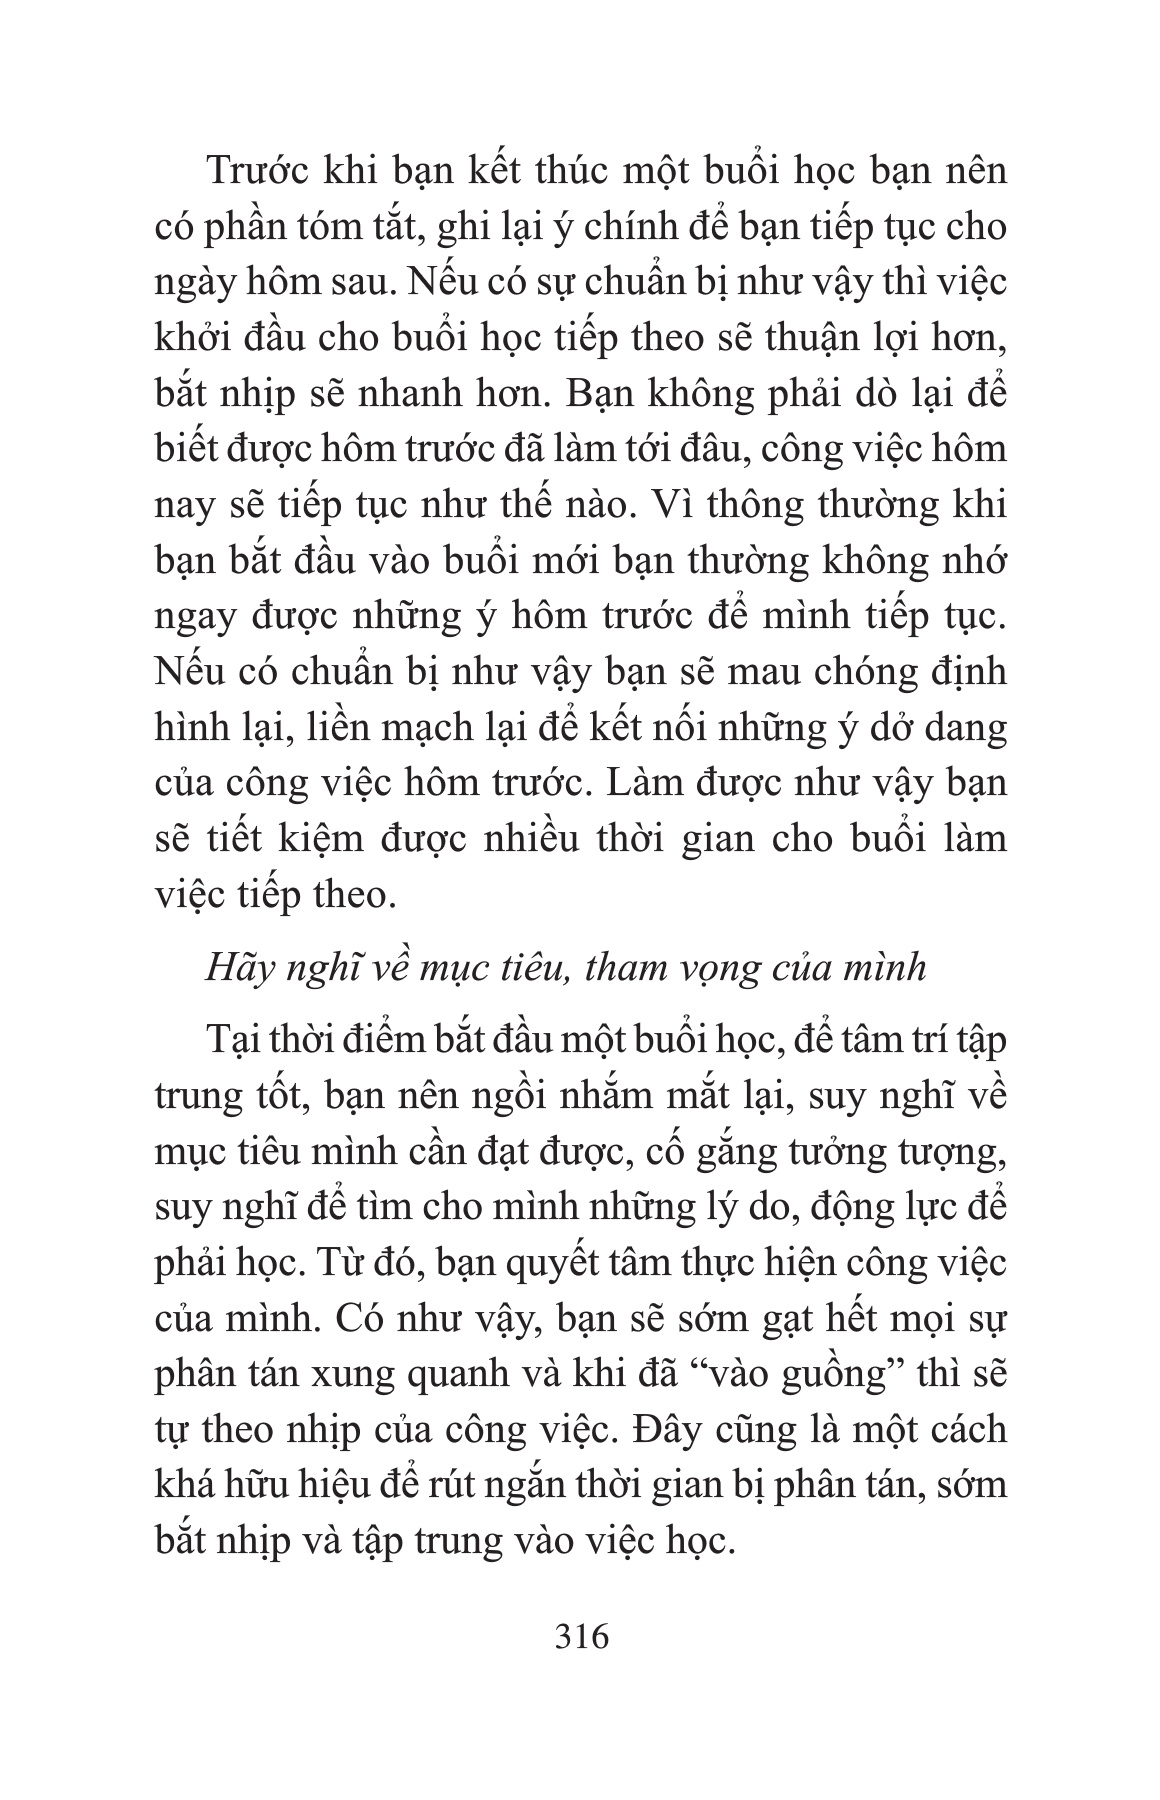 Trước khi bạn kết thúc một buổi học bạn nên
có phần tóm tắt, ghi lại ý chính để bạn tiếp tục cho
ngày hôm sau. Nếu có sự chuẩn bị như vậy thì việc
khởi đầu cho buổi học tiếp theo sẽ thuận lợi hơn,
bắt nhịp sẽ nhanh hơn. Bạn không phải dò lại để
biết được hôm trước đã làm tới đâu, công việc hôm
nay sẽ tiếp tục như thế nào. Vì thông thường khi
bạn bắt đầu vào buổi mới bạn thường không nhớ
ngay được những ý hôm trước để mình tiếp tục.
Nếu có chuẩn bị như vậy bạn sẽ mau chóng định
hình lại, liền mạch lại để kết nối những ý dở dang
của công việc hôm trước. Làm được như vậy bạn
sẽ tiết kiệm được nhiều thời gian cho buổi làm
việc tiếp theo.
Hãy nghĩ về mục tiêu, tham vọng của mình
Tại thời điểm bắt đầu một buổi học, để tâm trí tập
trung tốt, bạn nên ngồi nhắm mắt lại, suy nghĩ về
mục tiêu mình cần đạt được, cố gắng tưởng tượng,
suy nghĩ để tìm cho mình những lý do, động lực để
phải học. Từ đó, bạn quyết tâm thực hiện công việc
của mình. Có như vậy, bạn sẽ sớm gạt hết mọi sự
phân tán xung quanh và khi đã “vào guồng” thì sẽ
tự theo nhịp của công việc. Đây cũng là một cách
khá hữu hiệu để rút ngắn thời gian bị phân tán, sớm
bắt nhịp và tập trung vào việc học.
316